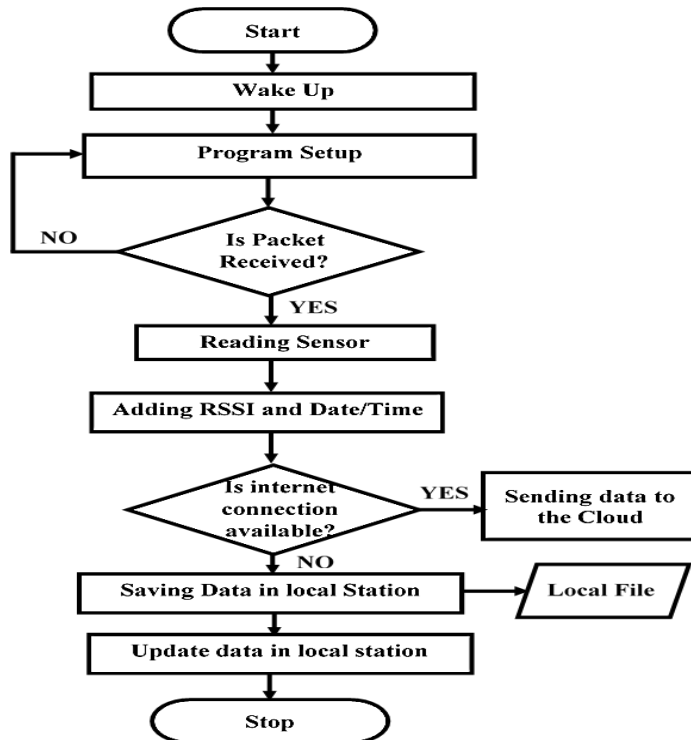 Start
Wake Up
Program Setup
NO
Is Packet
Received?
YES
Reading Sensor
Adding RSSI and Date/Time
Is internet
connection
available?
YES
Sending data to
the Cloud
NO
Saving Data in local Station
Local File
Update data in local station
Stop